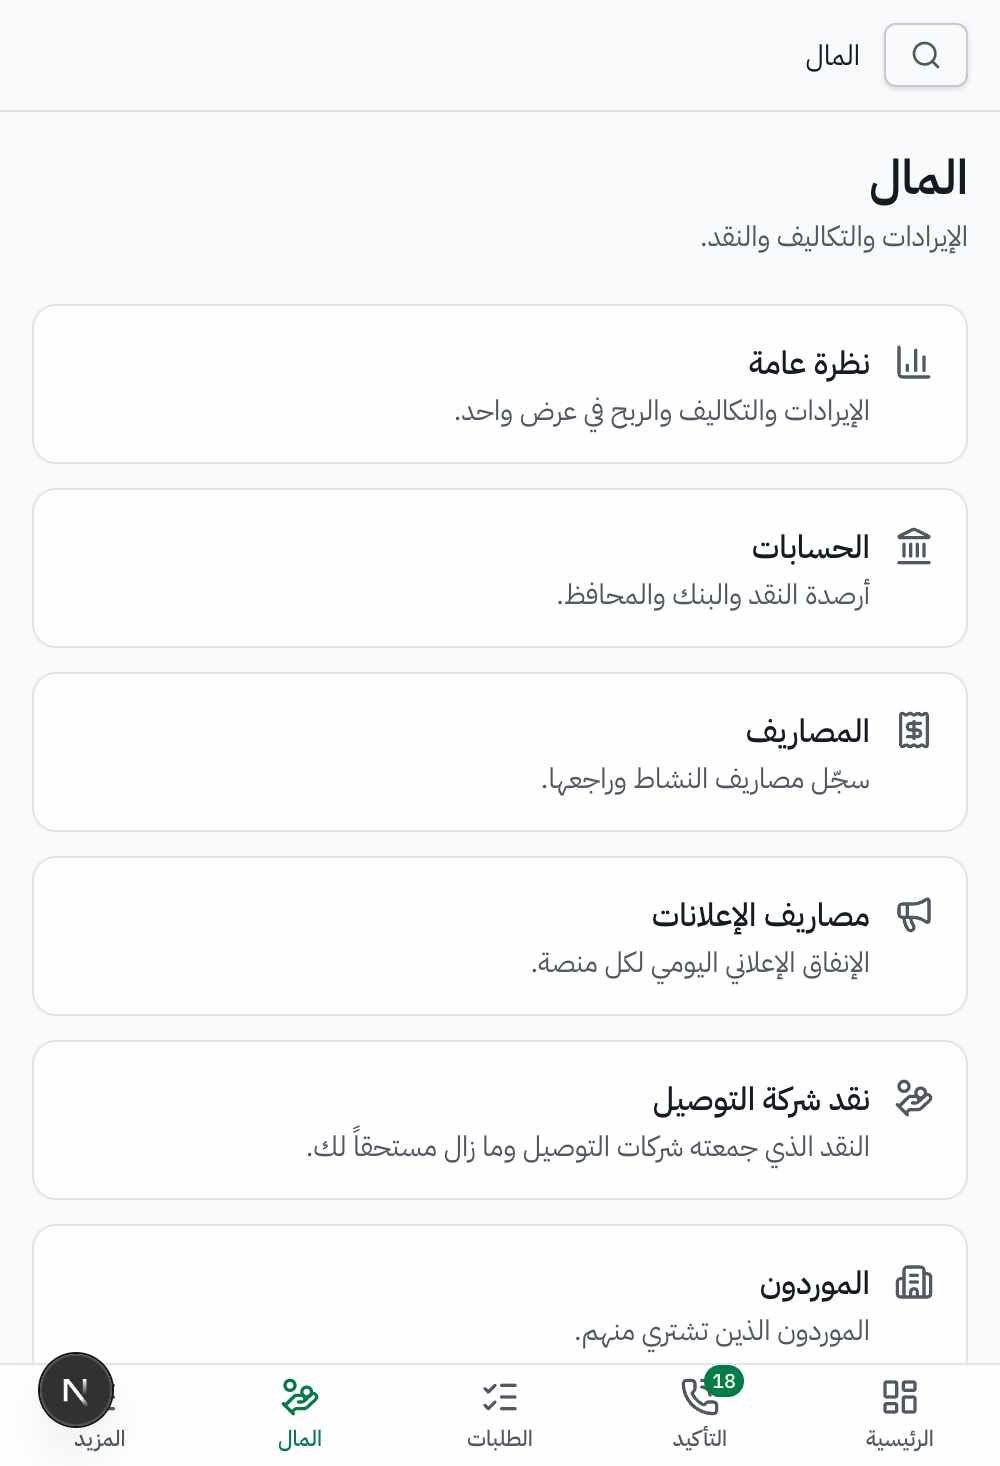 المال
المال
الإيرادات والتكاليف والنقد.
نظرة عامة
الإيرادات والتكاليف والربح في عرض واحد.
الحسابات
أرصدة النقد والبنك والمحافظ.
المصاريف
سجّل مصاريف النشاط وراجعها.
مصاريف الإعلانات
الإنفاق الإعلاني اليومي لكل منصة.
نقد شركة التوصيل
النقد الذي جمعته شركات التوصيل وما زال مستحقاً لك.
الموردون
الموردون الذين تشتري منهم.
18
N
الرئيسية التأكيد الطلبات المال المزيد